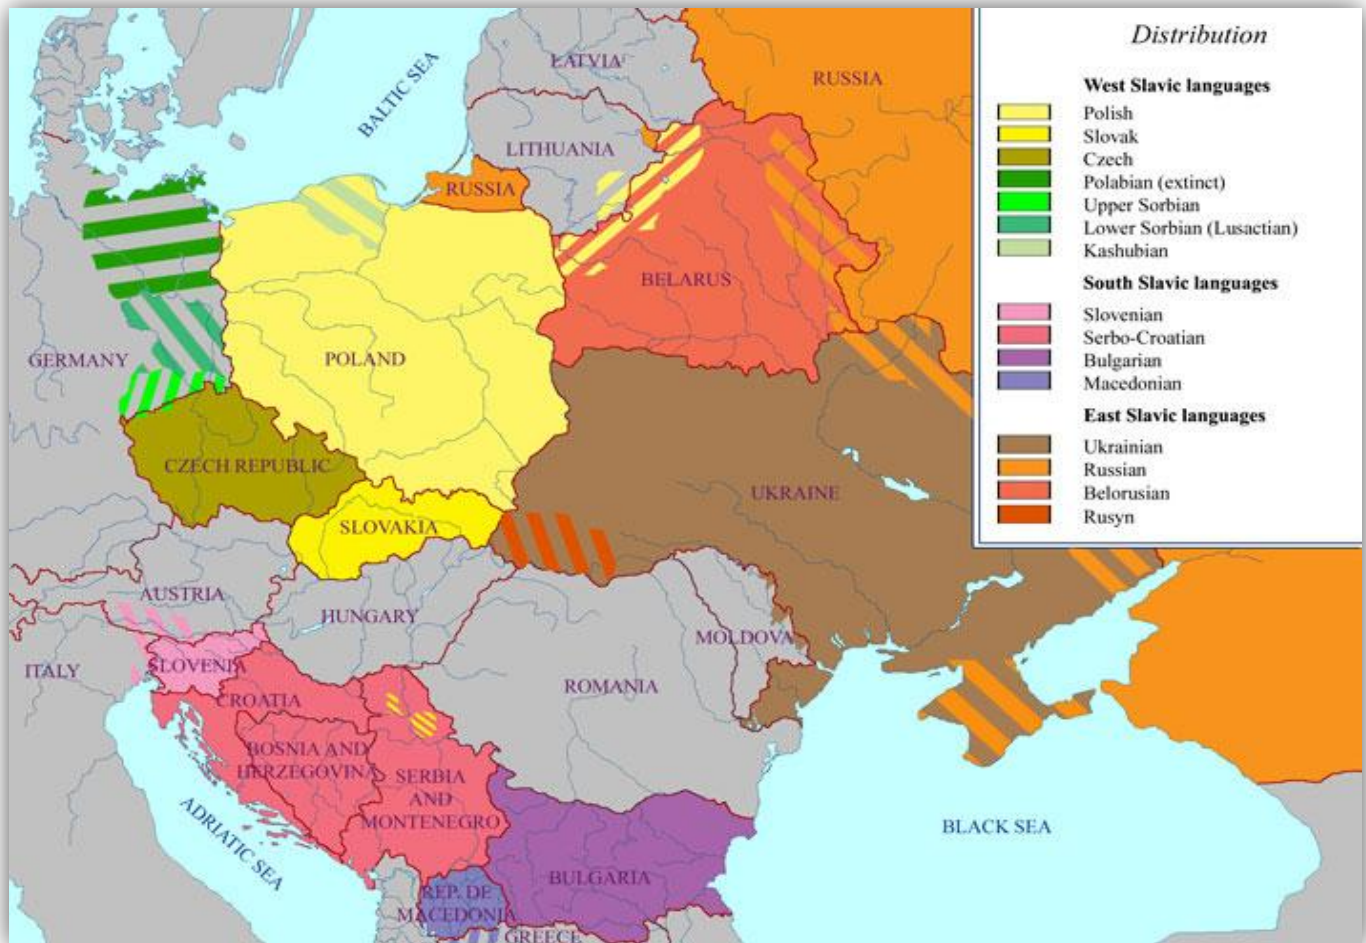 Distribution
West Slavic languages
Polish
Slovak
Czech
Polabian (extinct)
Upper Sorbian
Lower Sorbian (Lusactian)
Kashubian
South Slavic languages
Slovenian
Serbo-Croatian
Bulgarian
Macedonian
East Slavic languages
Ukrainian
Russian
Belorusian
Rusyn
LATVIA
RUSSIA
BALTIC SEA
LITHUANIA
RUSSIA
BELARUS
GERMANY
POLAND
CZECH REPUBLIC
UKRAINE
SLOVAKIA
AUSTRIA
HUNGARY
MOLDOVA
ITALY
SLOVENIA
ROMANIA
CROATIA
BOSNIA AND
HERZEGOVINA
SERBIA
AND
MONTENEGRO
ADRIATIC SEA
BLACK SEA
BULGARIA
REP. DE
MACEDONIA
GREECE